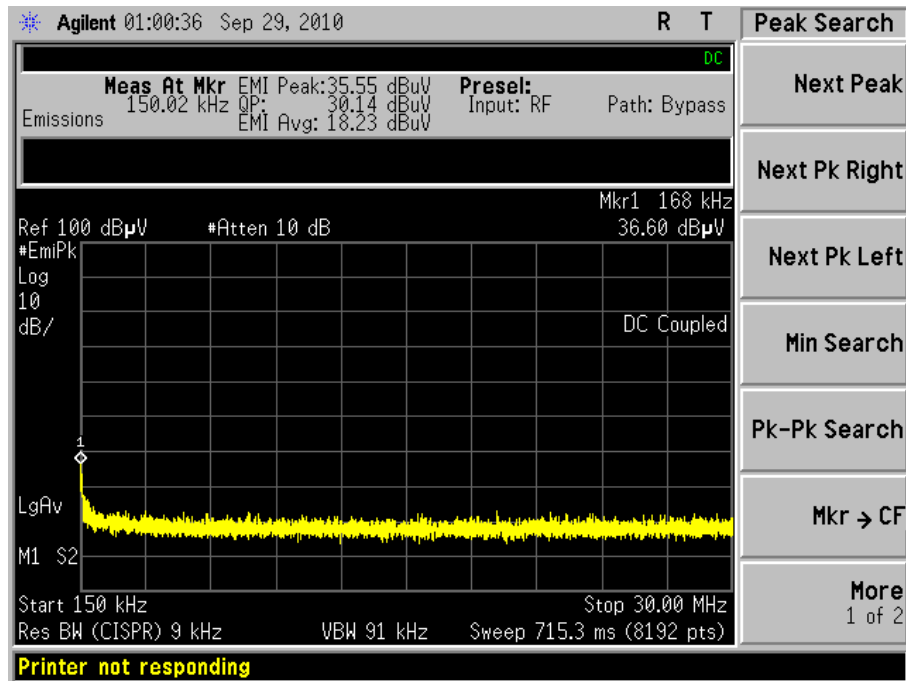 Agilent 01:00:36 Sep 29, 2010 R T
Peak Search
DC
Meas At Mkr EMI Peak:35.55 dBuV Presel:
150.02 kHz QP: 30.14 dBuV Input: RF Path: Bypass
Emissions EMI Avg: 18.23 dBuV
Mkr1 168 kHz
Ref 100 dBµV #Atten 10 dB 36.60 dBµV
#EmiPk
Log
10
dB/
DC Coupled
1
LgAv
M1 S2
Start 150 kHz Stop 30.00 MHz
Res BW (CISPR) 9 kHz VBW 91 kHz Sweep 715.3 ms (8192 pts)
Printer not responding
Next Peak
Next Pk Right
Next Pk Left
Min Search
Pk-Pk Search
Mkr → CF
More
1 of 2